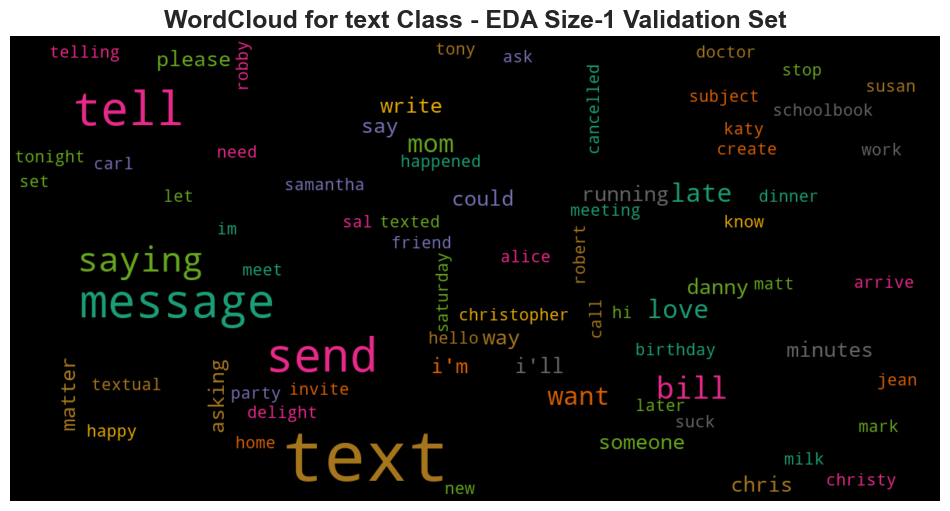 WordCloud for text Class - EDA Size-1 Validation Set
telling
please
robby
tony
ask
doctor
stop
susan
tell
write
say
mom
happened
cancelled
subject
schoolbook
katy
create
work
tonight
carl
need
set
let
samantha
could
running
late
dinner
meeting
im
sal
texted
friend
know
saying
meet
saturday
alice
robert
danny
matt
arrive
message
christopher
call
hi
love
hello
way
send
i'm
i'll
birthday
minutes
matter
textual
asking
party
invite
delight
want
bill
later
jean
suck
happy
home
text
new
someone
mark
milk
chris
christy